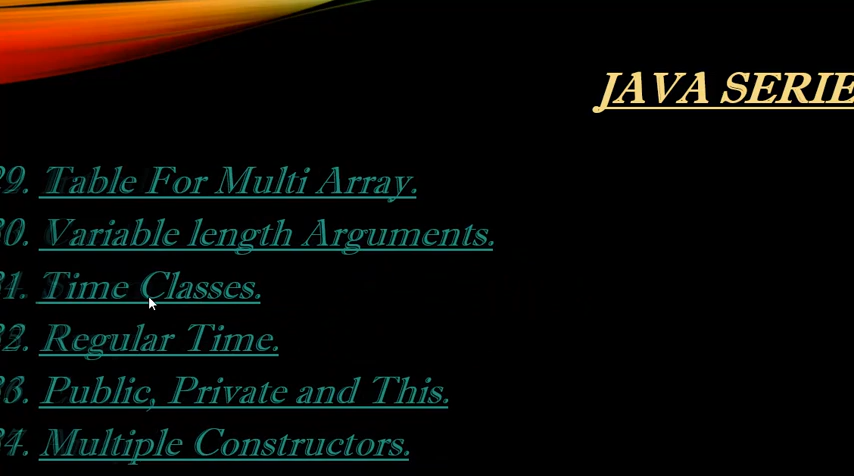 JAVA SERIE
29. Table For Multi Array.
30. Variable length Arguments.
31. Time Classes.
32. Regular Time.
33. Public, Private and This.
34. Multiple Constructors.